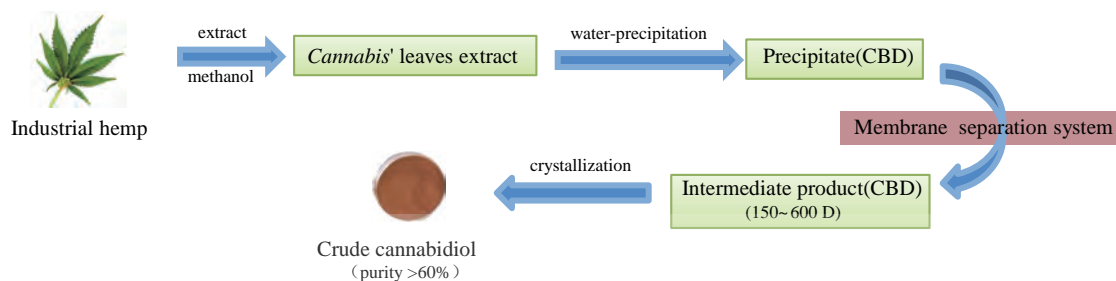 extract
methanol
Industrial hemp
Cannabis' leaves extract
water-precipitation
Precipitate(CBD)
Membrane separation system
Intermediate product(CBD)
(150~600 D)
crystallization
Crude cannabidiol
（purity >60%）